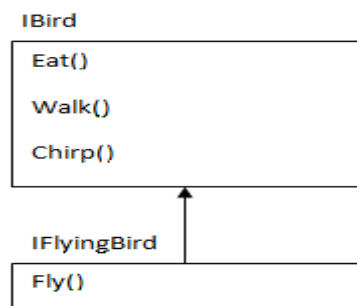 IBird
Eat()
Walk()
Chirp()
IFlyingBird
Fly()